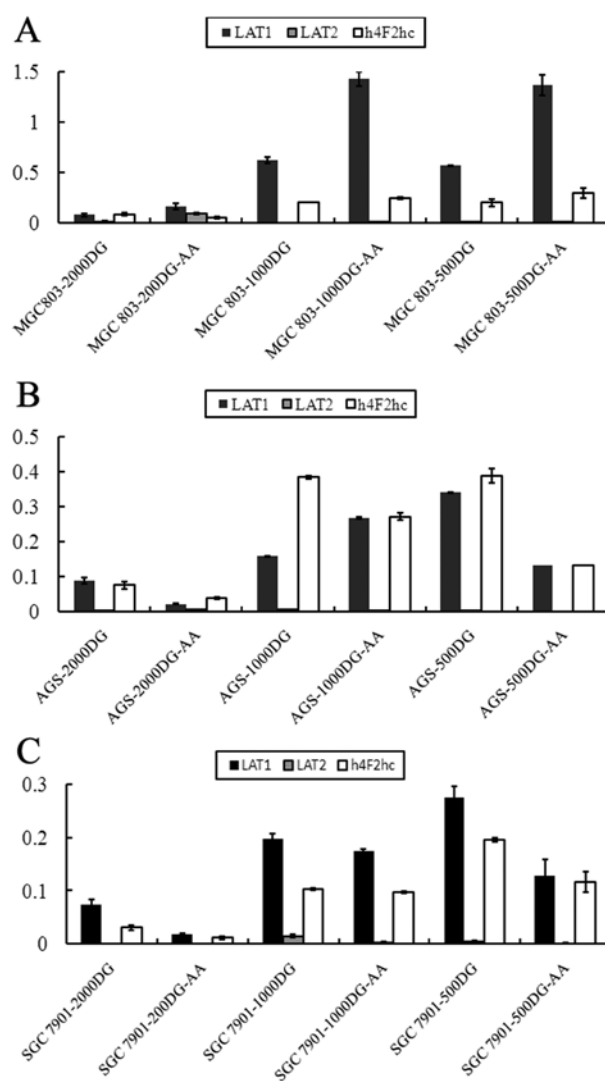 A
LAT1 LAT2 h4F2hc
1.5
1
0.5
0
MGC803-2000DG
MGC 803-200DG-AA
MGC 803-1000DG
MGC 803-1000DG-AA
MGC 803-500DG
MGC 803-500DG-AA
B
LAT1 LAT2 h4F2hc
0.5
0.4
0.3
0.2
0.1
0
AGS-2000DG
AGS-2000DG-AA
AGS-1000DG
AGS-1000DG-AA
AGS-500DG
AGS-500DG-AA
C
LAT1 LAT2 h4F2hc
0.3
0.2
0.1
0
SGC 7901-2000DG
SGC 7901-200DG-AA
SGC 7901-1000DG
SGC 7901-1000DG-AA
SGC 7901-500DG
SGC 7901-500DG-AA